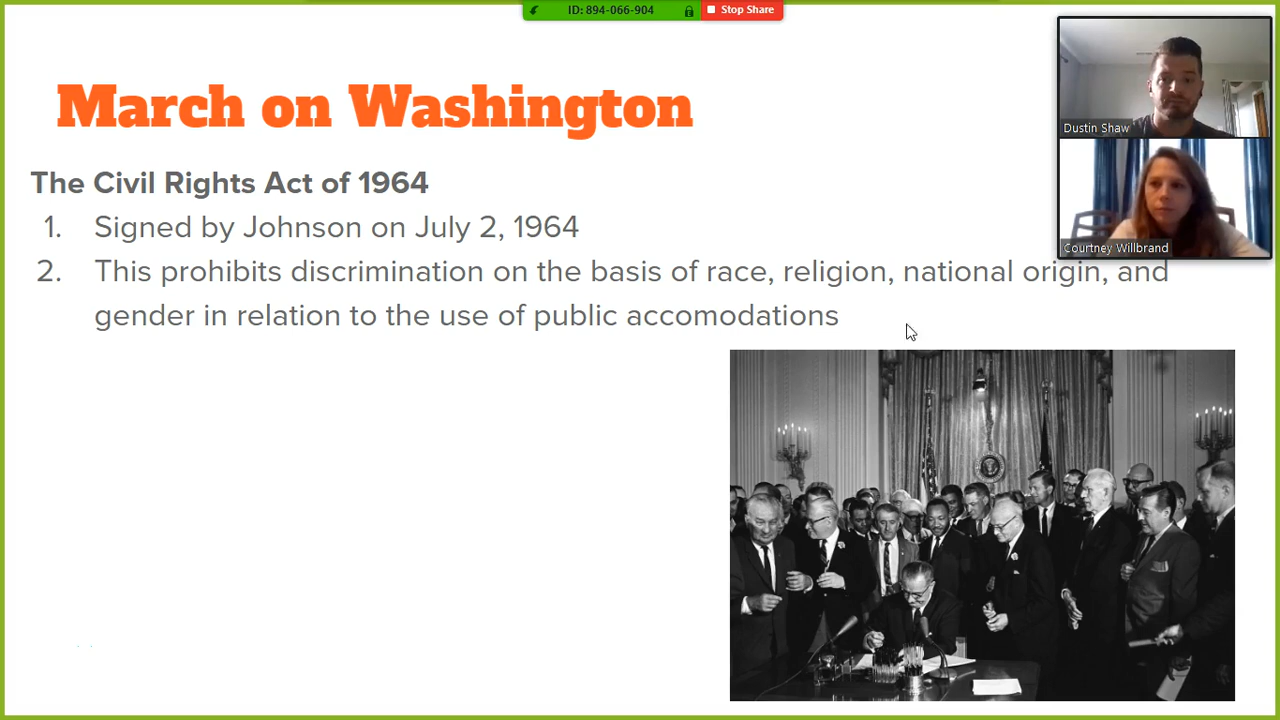 ID: 894-066-904
Stop Share
March on Washington
Dustin Shaw
The Civil Rights Act of 1964
1. Signed by Johnson on July 2, 1964
Courtney Willbrand
2. This prohibits discrimination on the basis of race, religion, national origin, and
gender in relation to the use of public accomodations